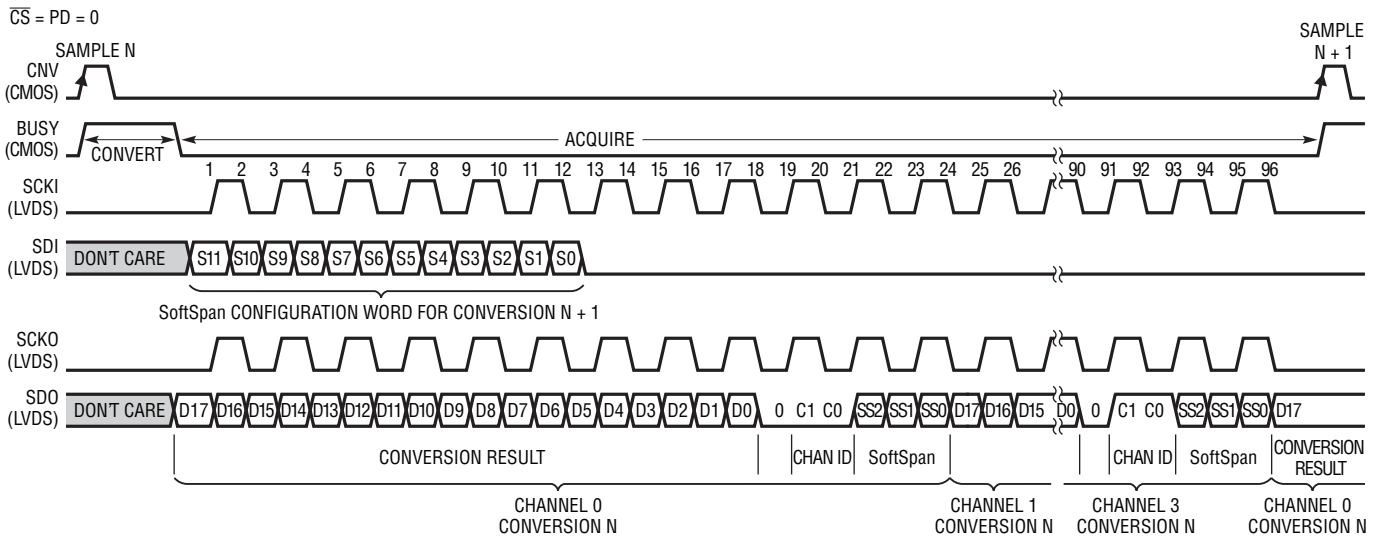 CS = PD = 0
SAMPLE N
SAMPLE
N + 1
CNV
(CMOS)
BUSY
(CMOS)
CONVERT
ACQUIRE
1 2 3 4 5 6 7 8 9 10 11 12 13 14 15 16 17 18 19 20 21 22 23 24 25 26 90 91 92 93 94 95 96
SCKI
(LVDS)
SDI
(LVDS)
DON'T CARE S11 S10 S9 S8 S7 S6 S5 S4 S3 S2 S1 S0
SoftSpan CONFIGURATION WORD FOR CONVERSION N + 1
SCKO
(LVDS)
SDO
(LVDS)
DON'T CARE D17 D16 D15 D14 D13 D12 D11 D10 D9 D8 D7 D6 D5 D4 D3 D2 D1 D0 0 C1 C0 SS2 SS1 SS0 D17 D16 D15 D0 0 C1 C0 SS2 SS1 SS0 D17
CONVERSION RESULT
CHAN ID
SoftSpan
CHAN ID
SoftSpan
CONVERSION
RESULT
CHANNEL 0
CONVERSION N
CHANNEL 1
CONVERSION N
CHANNEL 3
CONVERSION N
CHANNEL 0
CONVERSION N